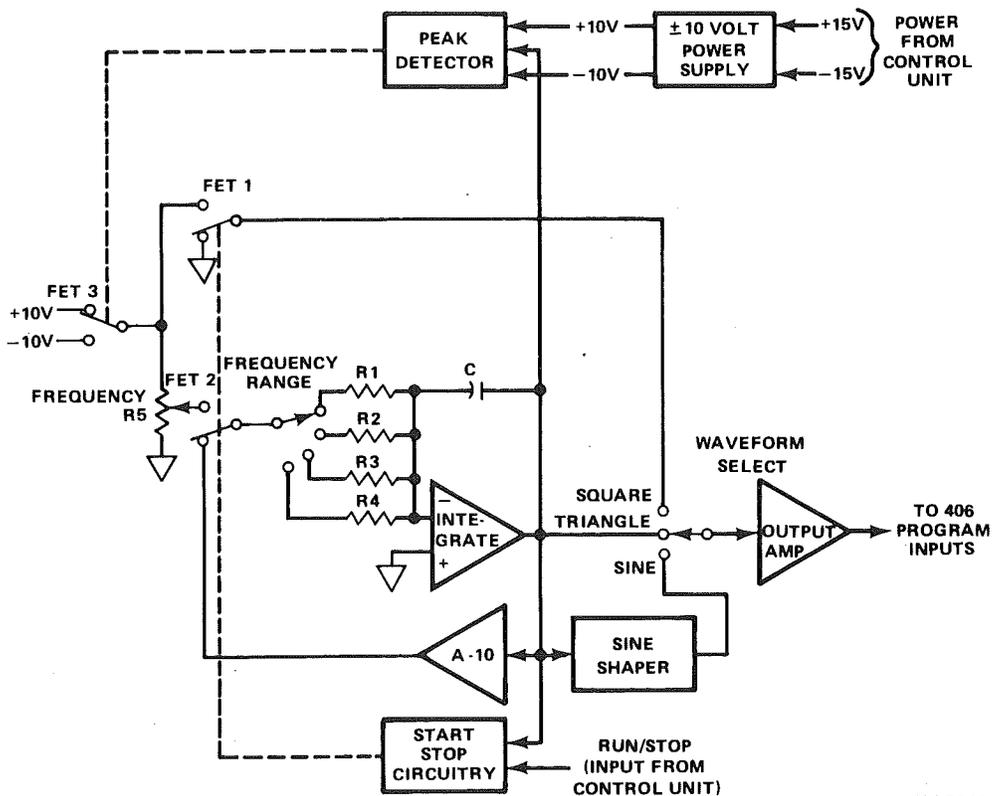 PEAK
DETECTOR
+10V
−10V
± 10 VOLT
POWER
SUPPLY
+15V
−15V
POWER
FROM
CONTROL
UNIT
FET 1
FET 3
+10V
−10V
FREQUENCY
R5
FET 2
FREQUENCY
RANGE
R1
R2
R3
R4
C
−
INTE-
GRATE
+
WAVEFORM
SELECT
SQUARE
TRIANGLE
SINE
OUTPUT
AMP
TO 406
PROGRAM
INPUTS
A -10
SINE
SHAPER
START
STOP
CIRCUITRY
RUN/STOP
(INPUT FROM
CONTROL UNIT)